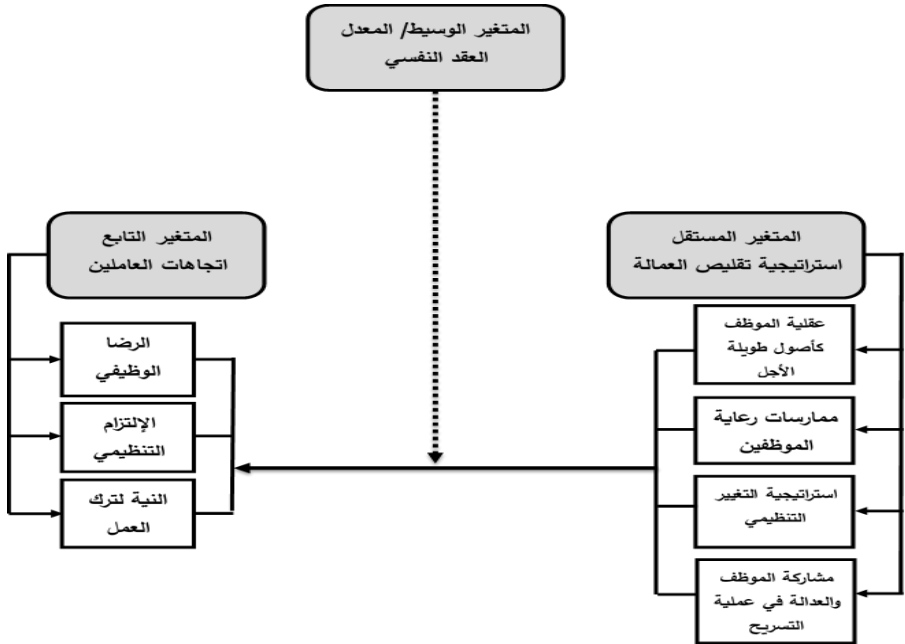 المتغير الوسيط/ المعدل
العقد النفسي
المتغير المستقل
استراتيجية تقليص العمالة
عقلية الموظف
كأصول طويلة
الأجل
ممارسات رعاية
الموظفين
استراتيجية التغيير
التنظيمي
مشاركة الموظف
والعدالة في عملية
التسريح
المتغير التابع
اتجاهات العاملين
الرضا
الوظيفي
الإلتزام
التنظيمي
النية لترك
العمل